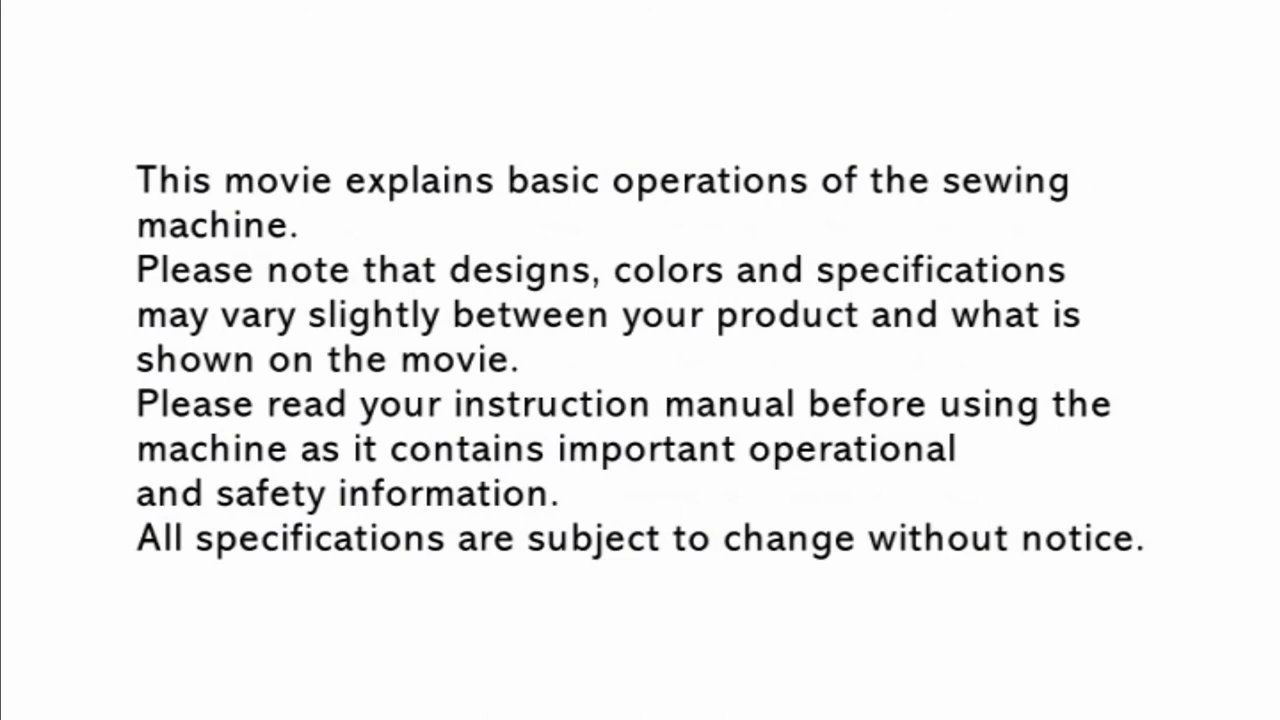 This movie explains basic operations of the sewing
machine.
Please note that designs, colors and specifications
may vary slightly between your product and what is
shown on the movie.
Please read your instruction manual before using the
machine as it contains important operational
and safety information.
All specifications are subject to change without notice.